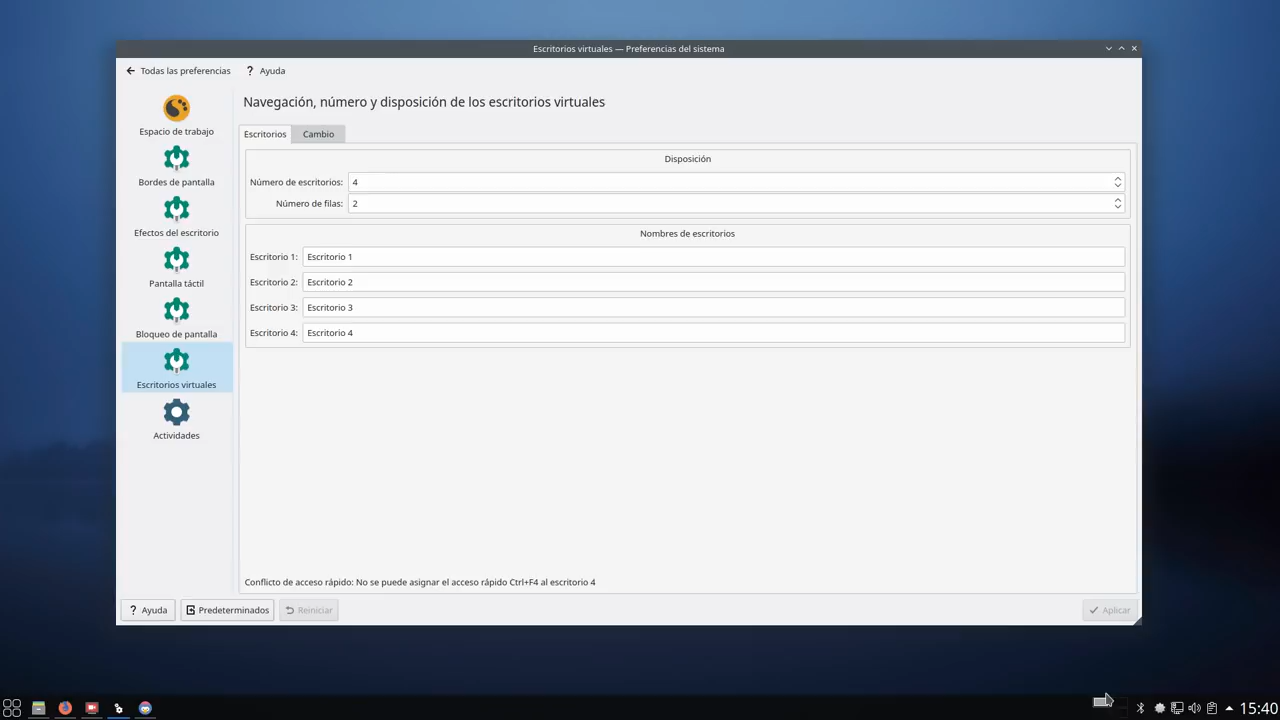 Escritorios virtuales — Preferencias del sistema
Todas las preferencias
? Ayuda
Navegación, número y disposición de los escritorios virtuales
Espacio de trabajo
Bordes de pantalla
Efectos del escritorio
Pantalla táctil
Bloqueo de pantalla
Escritorios virtuales
Actividades
Escritorios Cambio
Disposición
Número de escritorios: 4
Número de filas: 2
Nombres de escritorios
Escritorio 1: Escritorio 1
Escritorio 2: Escritorio 2
Escritorio 3: Escritorio 3
Escritorio 4: Escritorio 4
Conflicto de acceso rápido: No se puede asignar el acceso rápido Ctrl+F4 al escritorio 4
? Ayuda Predeterminados Reiniciar Aplicar
15:40